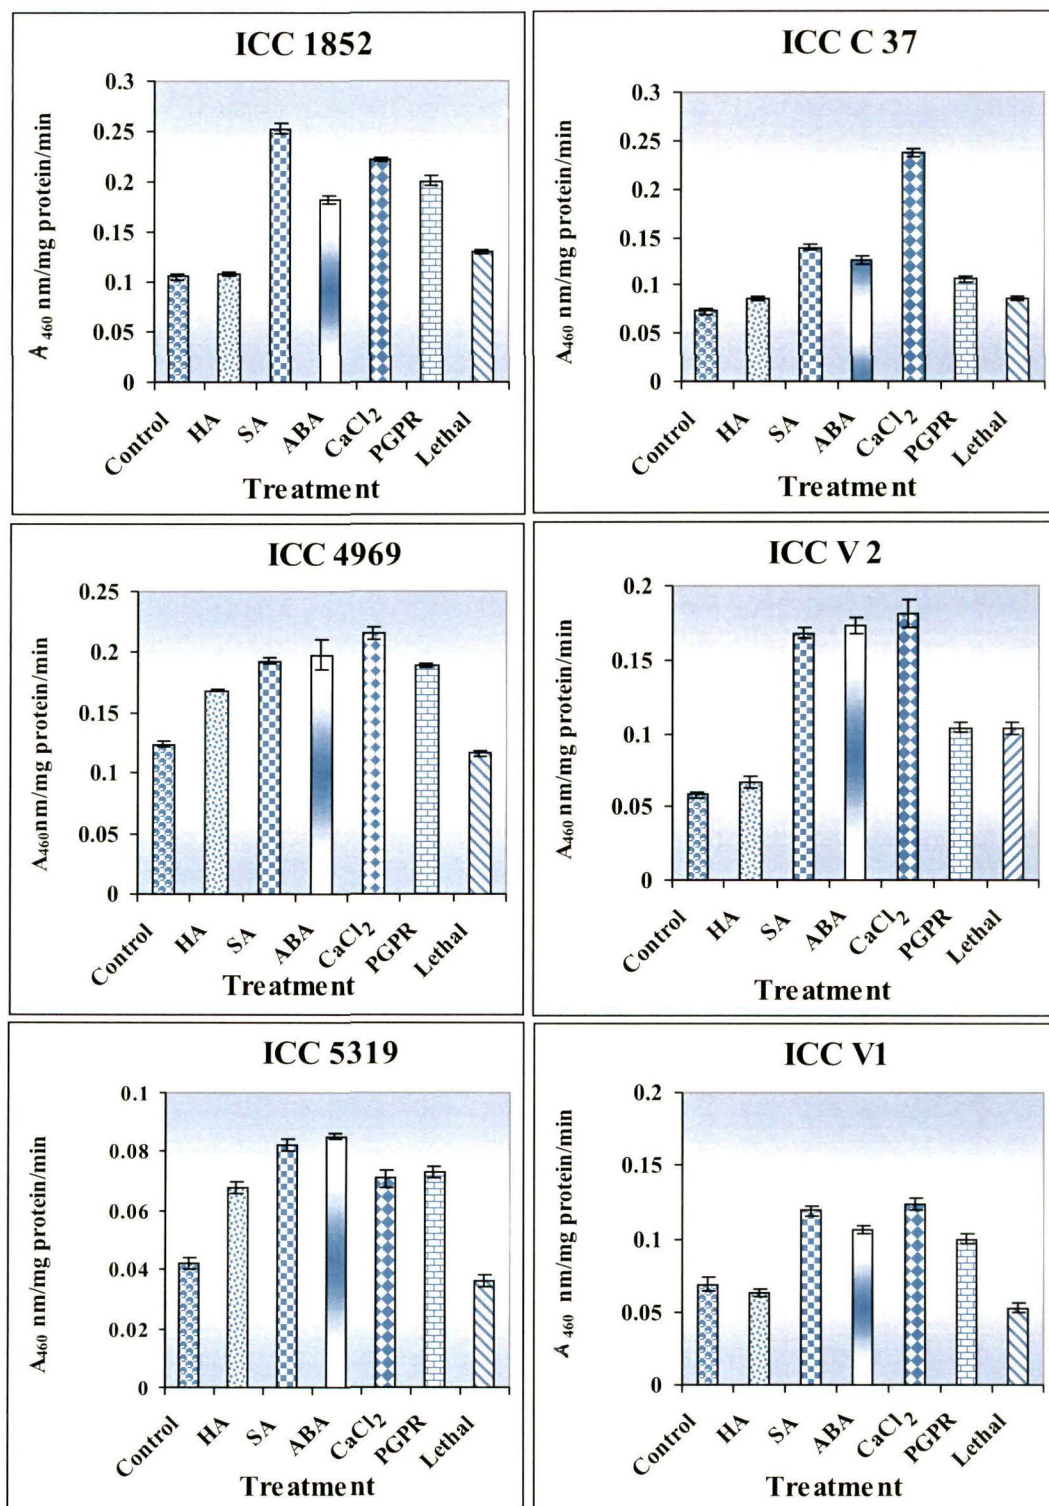 ICC 1852
A460 nm/mg protein/min
0.3
0.25
0.2
0.15
0.1
0.05
0
Control HA SA ABA CaCl2 PGPR Lethal
Treatment
ICC C 37
A460 nm/mg protein/min
0.3
0.25
0.2
0.15
0.1
0.05
0
Control HA SA ABA CaCl2 PGPR Lethal
Treatment
ICC 4969
A460nm/mg protein/min
0.25
0.2
0.15
0.1
0.05
0
Control HA SA ABA CaCl2 PGPR Lethal
Treatment
ICC V 2
A460 nm/mg protein/min
0.2
0.15
0.1
0.05
0
Control HA SA ABA CaCl2 PGPR Lethal
Treatment
ICC 5319
A460 nm/mg protein/min
0.1
0.08
0.06
0.04
0.02
0
Control HA SA ABA CaCl2 PGPR Lethal
Treatment
ICC V1
A 460 nm/mg protein/min
0.2
0.15
0.1
0.05
0
Control HA SA ABA CaCl2 PGPR Lethal
Treatment